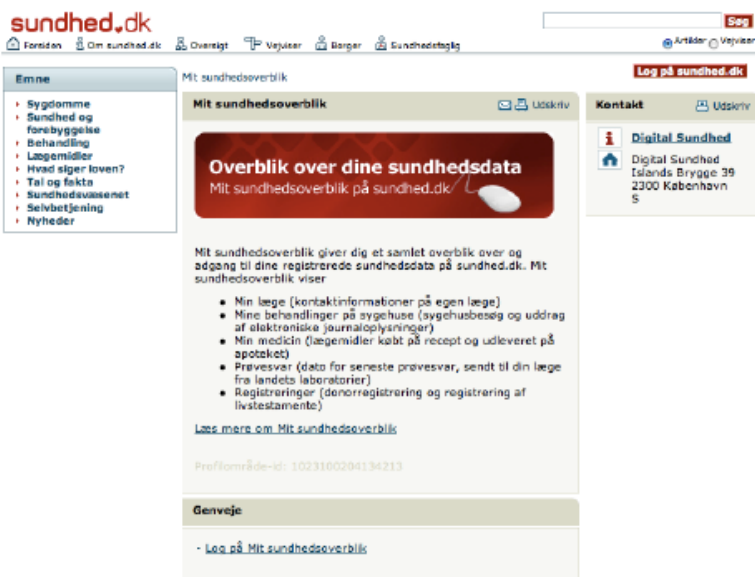 sundhed.dk
Søg
Forsiden Om sundhed.dk Oversigt Vejviser Borger Sundhedsfaglig
Artikler Vejviser
Log på sundhed.dk
Emne
Sygdomme
Sundhed og
forebyggelse
Behandling
Lægemidler
Hvad siger loven?
Tal og fakta
Sundhedsvæsenet
Selvbetjening
Nyheder
Mit sundhedsoverblik
Mit sundhedsoverblik Udskriv
Overblik over dine sundhedsdata
Mit sundhedsoverblik på sundhed.dk
Mit sundhedsoverblik giver dig et samlet overblik over og
adgang til dine registrerede sundhedsdata på sundhed.dk. Mit
sundhedsoverblik viser
Min læge (kontaktinformationer på egen læge)
Mine behandlinger på sygehuse (sygehusbesøg og uddrag
af elektroniske journaloplysninger)
Min medicin (lægemidler købt på recept og udleveret på
apoteket)
Prøvesvar (dato for seneste prøvesvar, sendt til din læge
fra landets laboratorier)
Registreringer (donorregistrering og registrering af
livstestamente)
Læs mere om Mit sundhedsoverblik
Profilområde-id: 1023100204134213
Genveje
- Log på Mit sundhedsoverblik
Kontakt Udskriv
Digital Sundhed
Digital Sundhed
Islands Brygge 39
2300 København
S